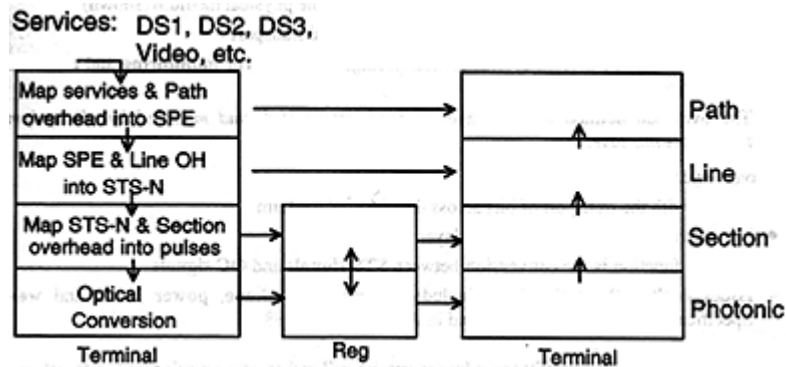 Services: DS1, DS2, DS3,
Video, etc.
Map services & Path
overhead into SPE
Path
Map SPE & Line OH
into STS-N
Line
Map STS-N & Section
overhead into pulses
Section
Optical
Conversion
Photonic
Terminal
Reg
Terminal